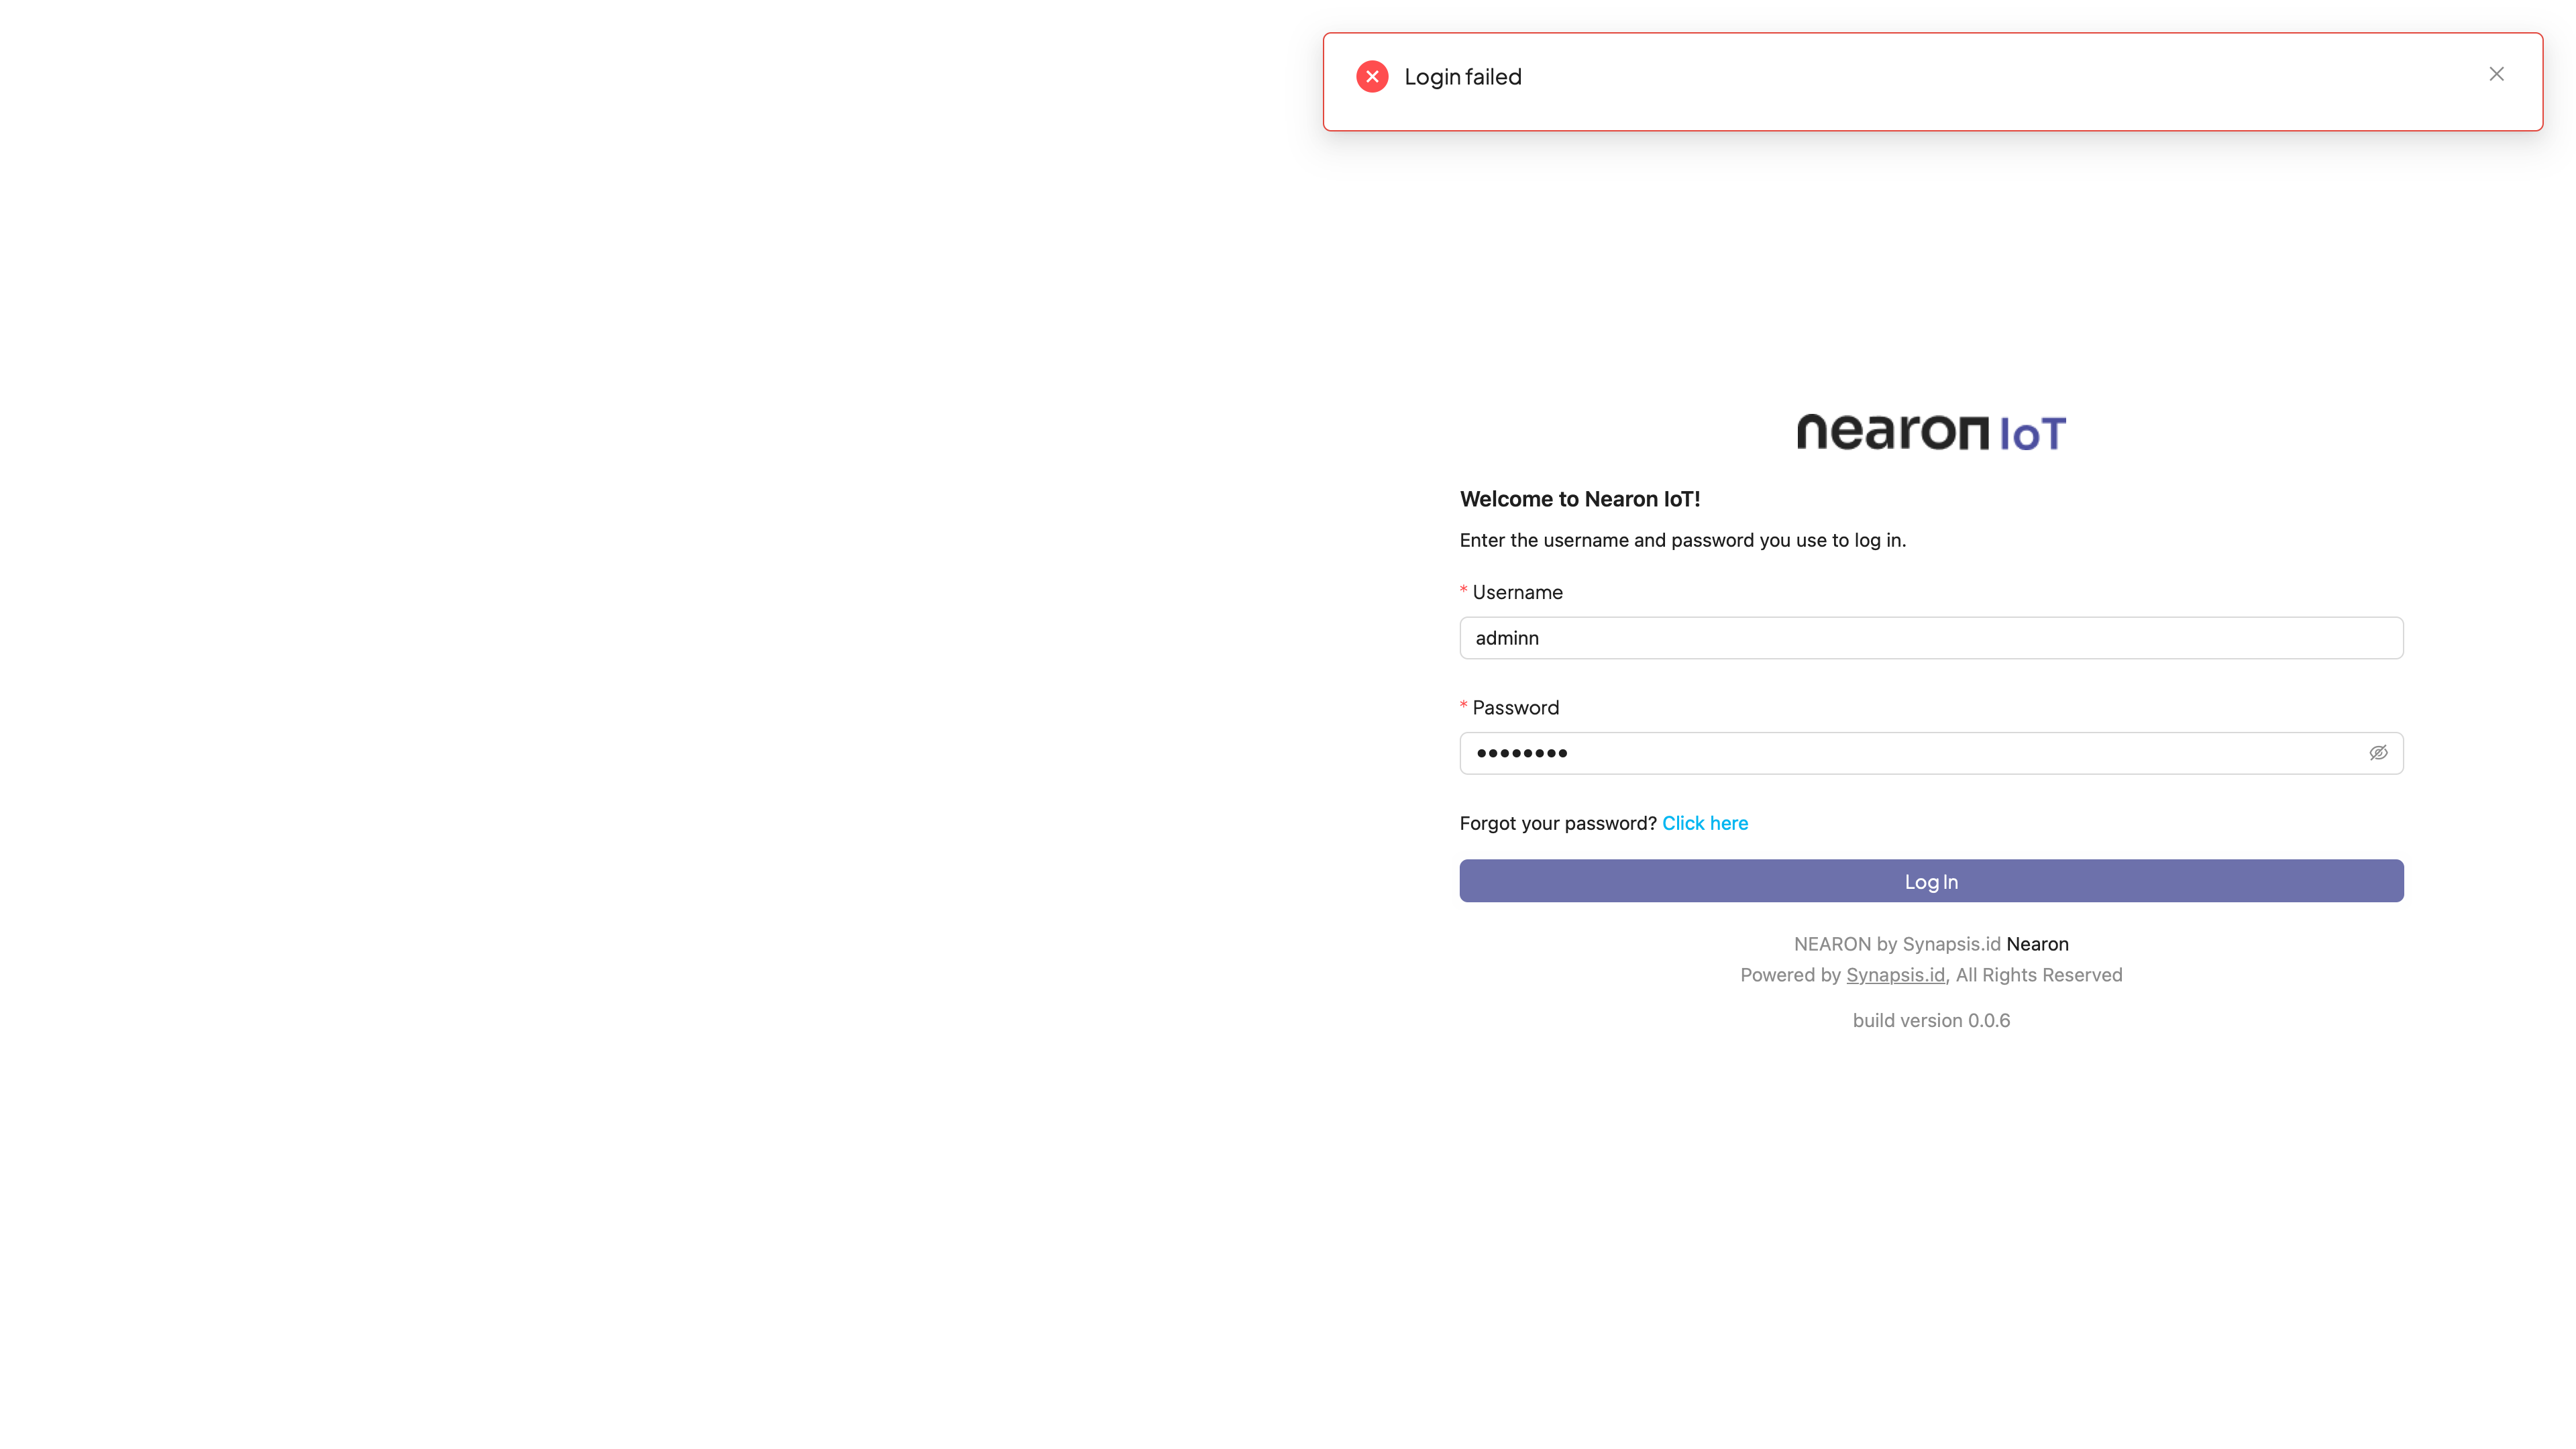 Login failed
nearon IoT
Welcome to Nearon IoT!
Enter the username and password you use to log in.
* Username
adminn
* Password
••••••••
Forgot your password? Click here
Log In
NEARON by Synapsis.id Nearon
Powered by Synapsis.id, All Rights Reserved
build version 0.0.6